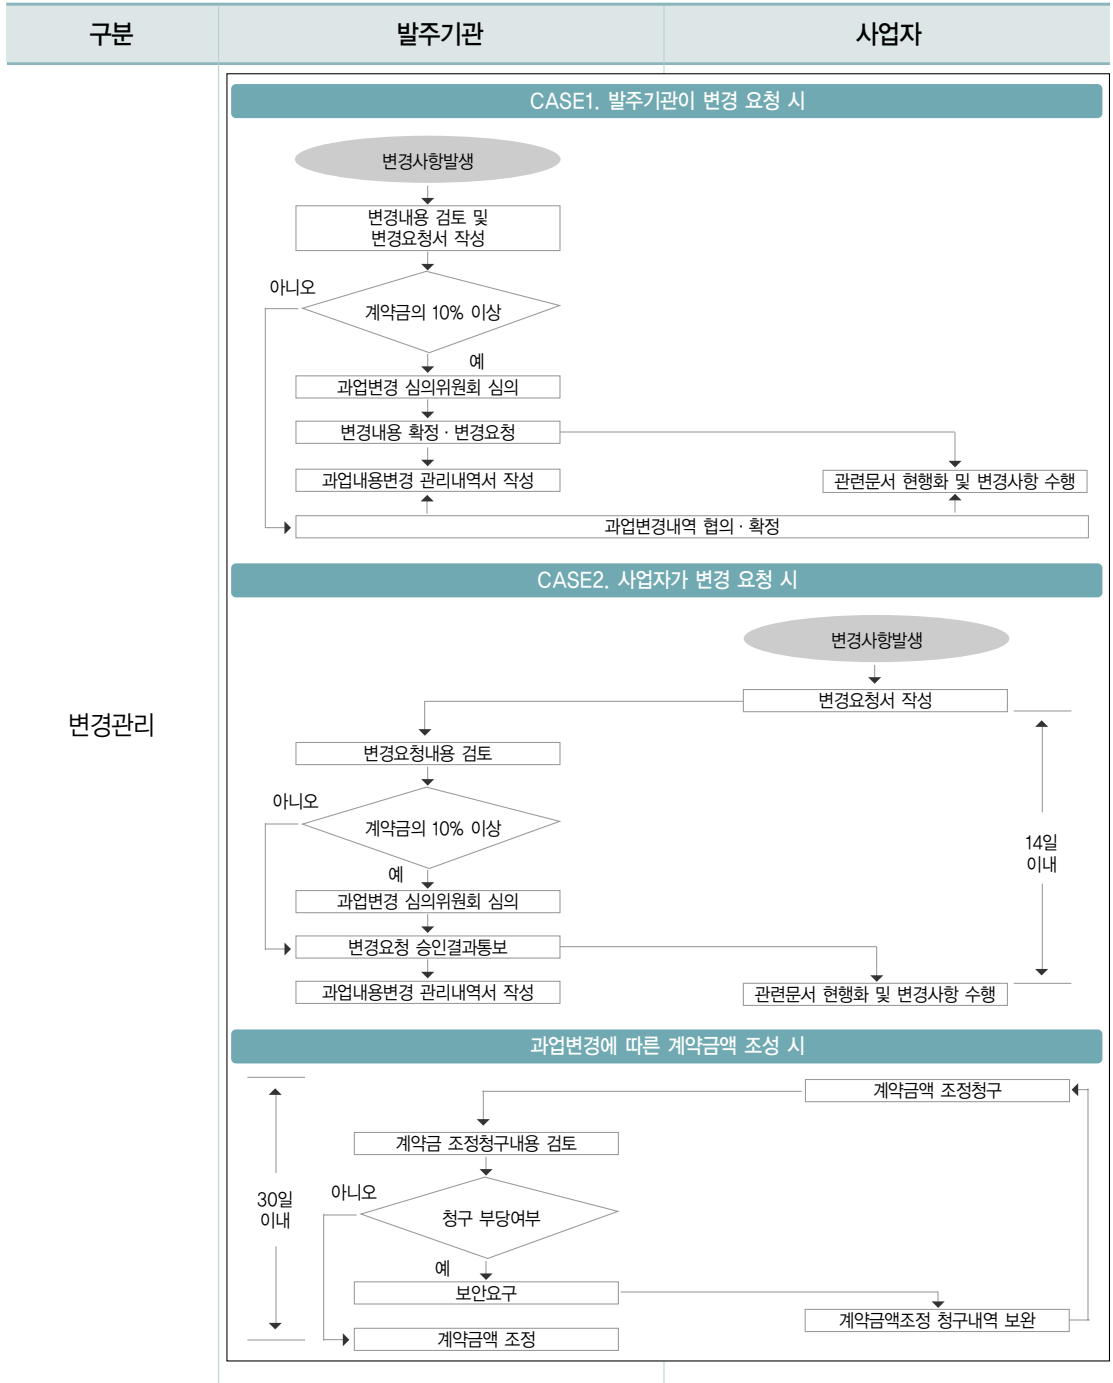 구분
발주기관
사업자
변경관리
CASE1. 발주기관이 변경 요청 시
변경사항발생
변경내용 검토 및
변경요청서 작성
아니오
계약금의 10% 이상
예
과업변경 심의위원회 심의
변경내용 확정·변경요청
과업내용변경 관리내역서 작성
관련문서 현행화 및 변경사항 수행
과업변경내역 협의·확정
CASE2. 사업자가 변경 요청 시
변경사항발생
변경요청서 작성
변경요청내용 검토
아니오
계약금의 10% 이상
14일
이내
예
과업변경 심의위원회 심의
변경요청 승인결과통보
과업내용변경 관리내역서 작성
관련문서 현행화 및 변경사항 수행
과업변경에 따른 계약금액 조성 시
계약금액 조정청구
계약금 조정청구내용 검토
30일
이내
아니오
청구 부당여부
예
보안요구
계약금액조정 청구내역 보완
계약금액 조정